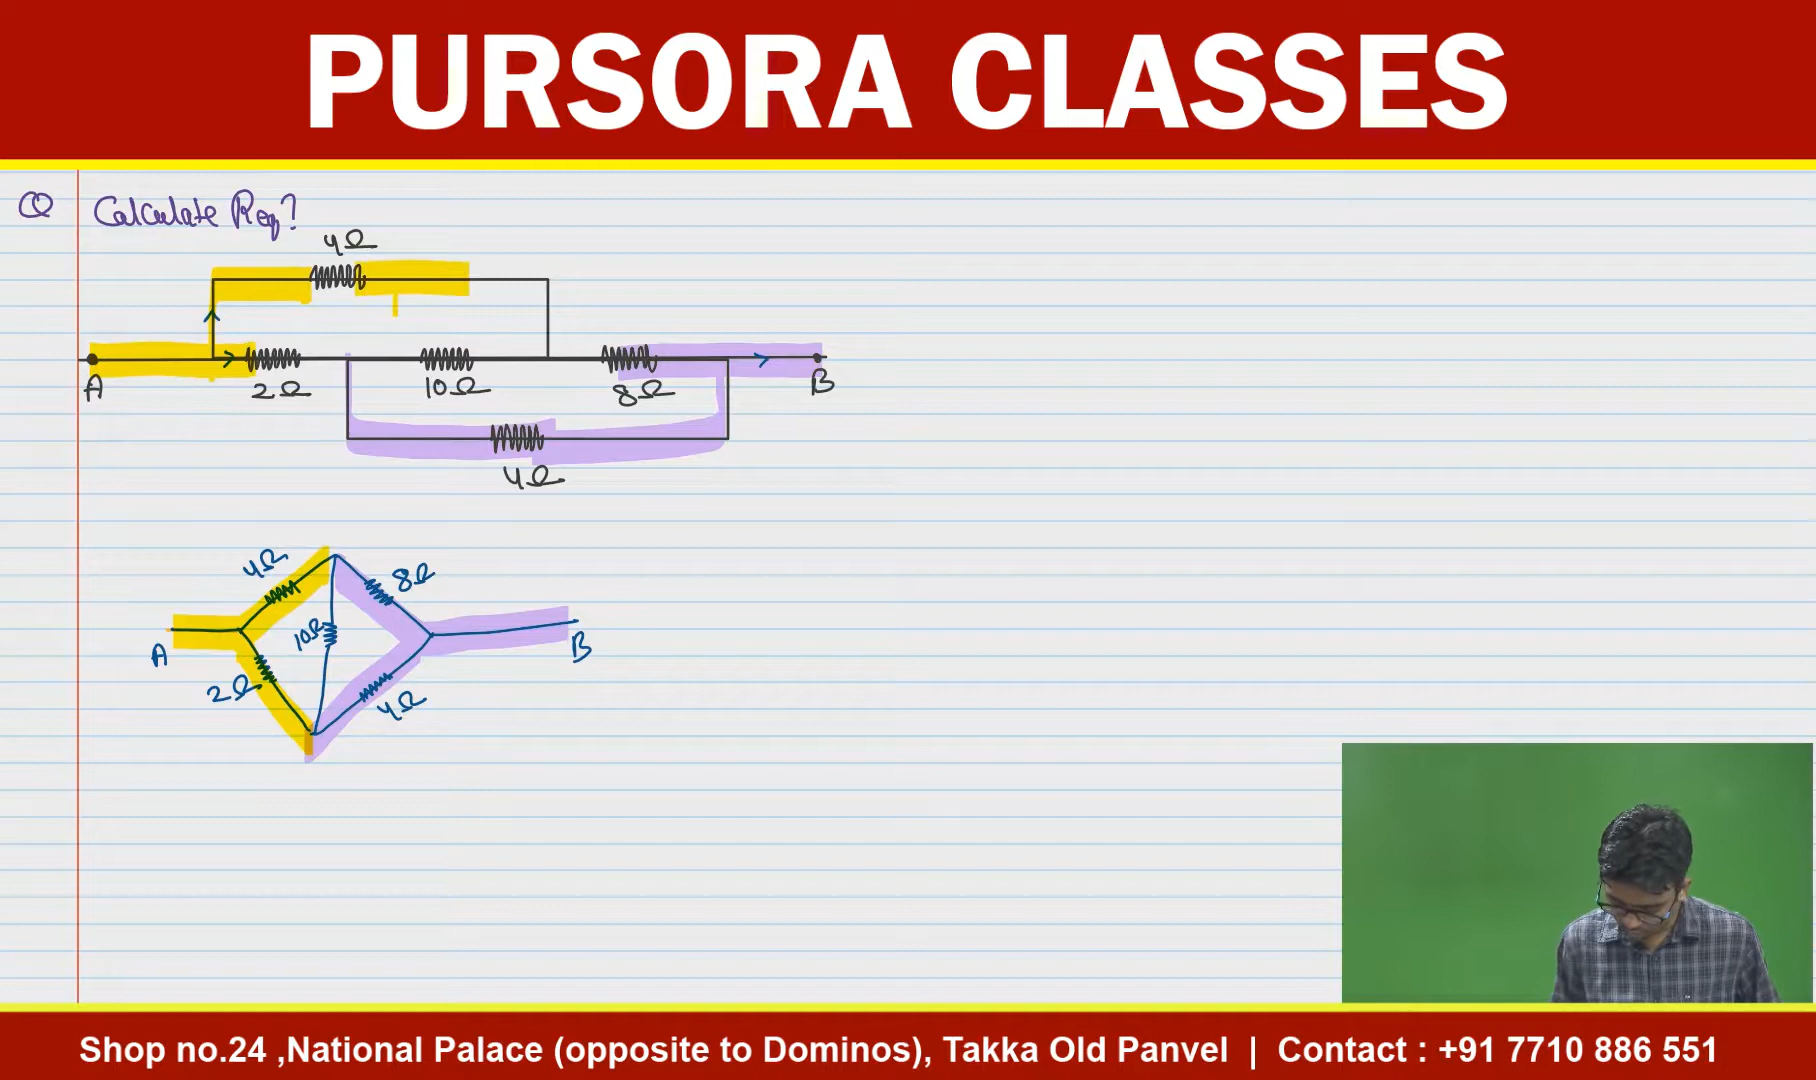 PURSORA CLASSES
Q Calculate Req?
4Ω
A 2Ω 10Ω 8Ω B
4Ω
4Ω 8Ω
10Ω
A B
2Ω 4Ω
Shop no.24 ,National Palace (opposite to Dominos), Takka Old Panvel | Contact : +91 7710 886 551